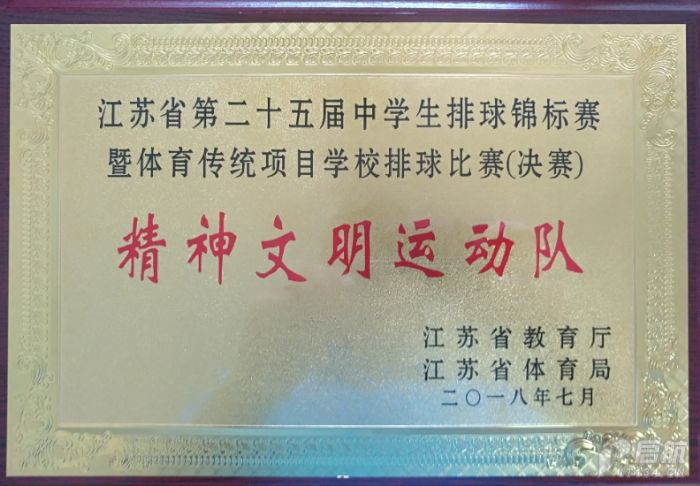 江苏省第二十五届中学生排球锦标赛
暨体育传统项目学校排球比赛(决赛)
精神文明运动队
江苏省教育厅
江苏省体育局
二〇一八年七月
启航